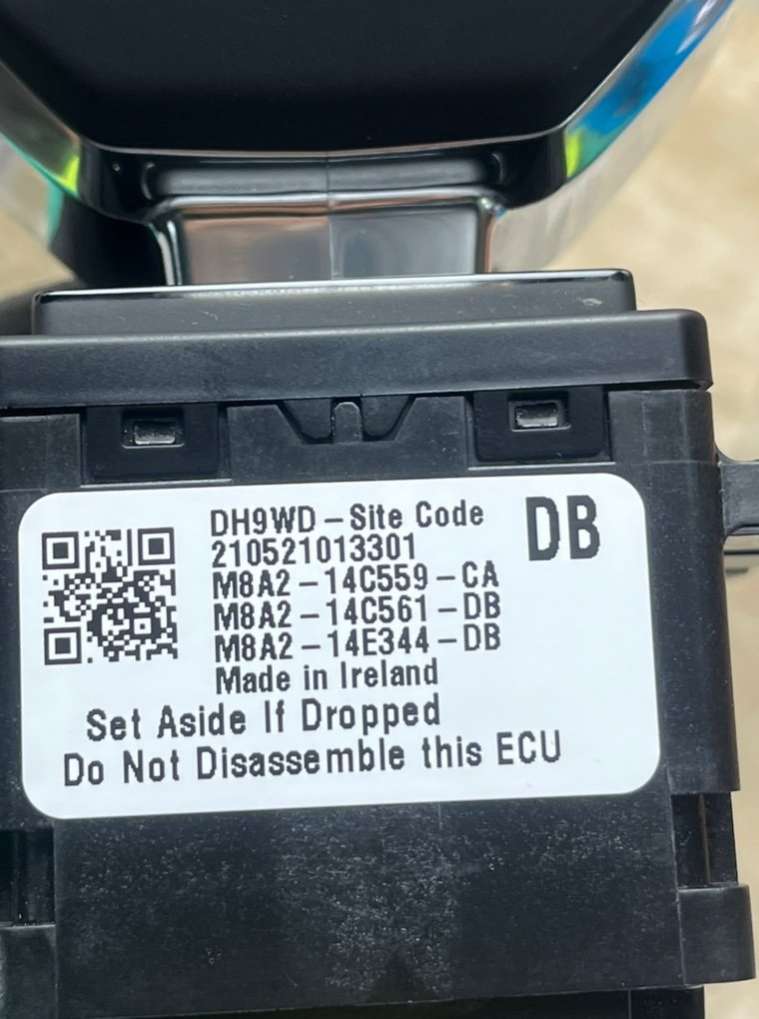 DH9WD-Site Code
DB
210521013301
M8A2-14C559-CA
M8A2-14C561-DB
M8A2-14E344-DB
Made in Ireland
Set Aside If Dropped
Do Not Disassemble this ECU